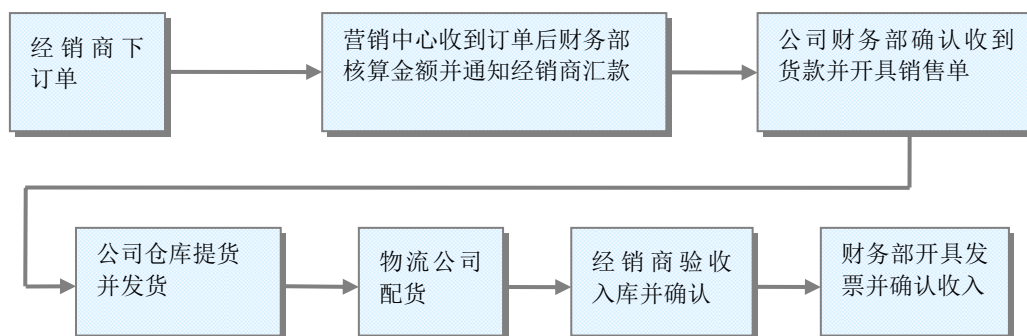 经销商下
订单
营销中心收到订单后财务部
核算金额并通知经销商汇款
公司财务部确认收到
货款并开具销售单
公司仓库提货
并发货
物流公司
配货
经销商验收
入库并确认
财务部开具发
票并确认收入